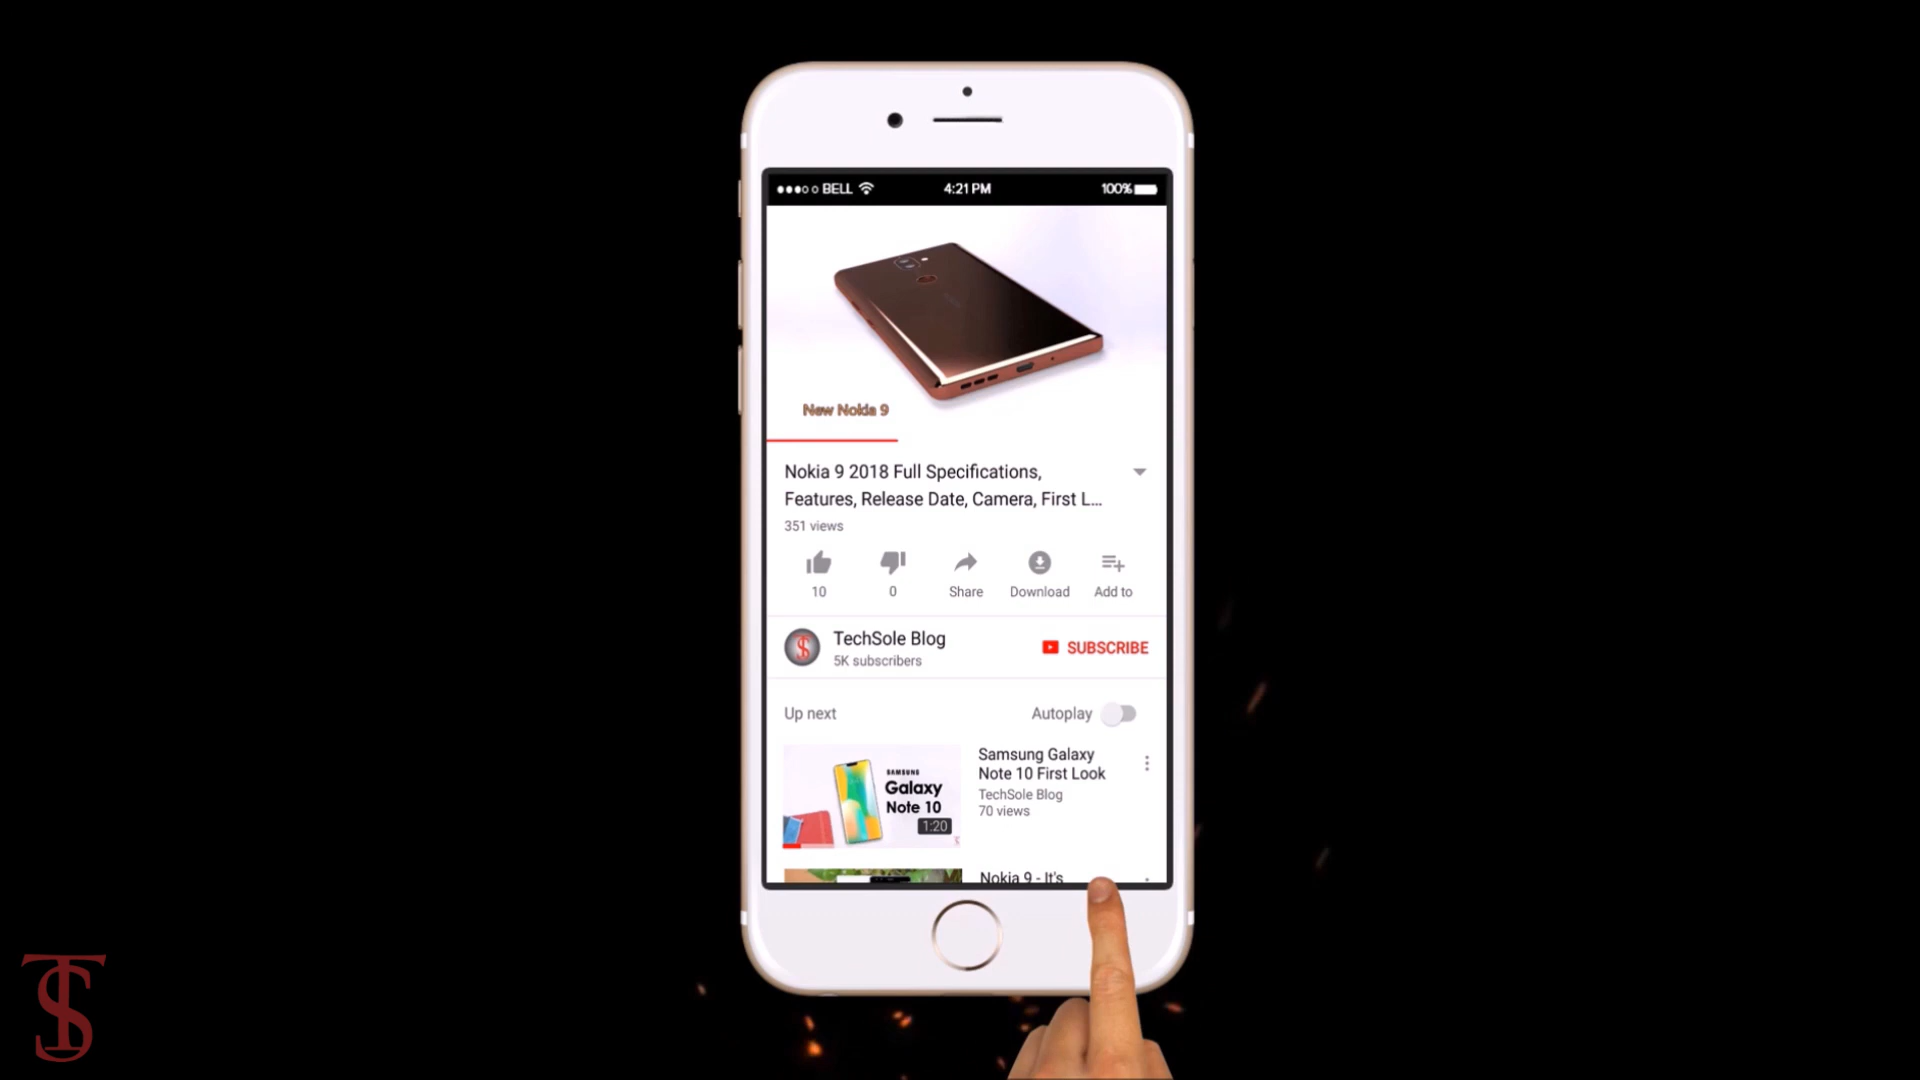 BELL
4:21 PM
100%
New Nokia 9
Nokia 9 2018 Full Specifications,
Features, Release Date, Camera, First L...
351 views
10
0
Share
Download
Add to
TechSole Blog
5K subscribers
SUBSCRIBE
Up next
Autoplay
SAMSUNG
Galaxy
Note 10
1:20
Samsung Galaxy
Note 10 First Look
TechSole Blog
70 views
Nokia 9 - It's
TS